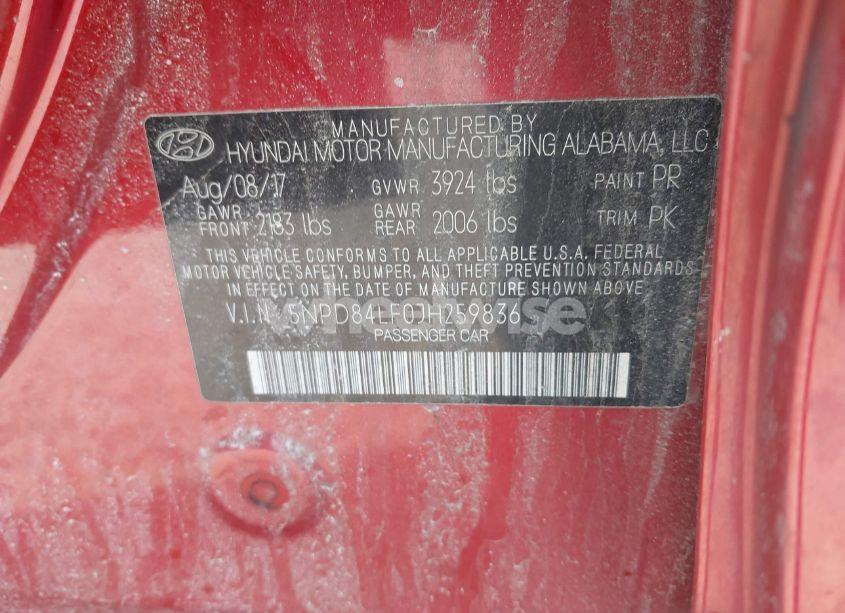 MANUFACTURED BY
HYUNDAI MOTOR MANUFACTURING ALABAMA, LLC
Aug/08/17 GVWR 3924 lbs PAINT PR
GAWR FRONT 2183 lbs GAWR REAR 2006 lbs TRIM PK
THIS VEHICLE CONFORMS TO ALL APPLICABLE U.S.A. FEDERAL
MOTOR VEHICLE SAFETY, BUMPER, AND THEFT PREVENTION STANDARDS
IN EFFECT ON THE DATE OF MANUFACTURE SHOWN ABOVE
V.I.N. 5NPD84LF0JH259836
PASSENGER CAR